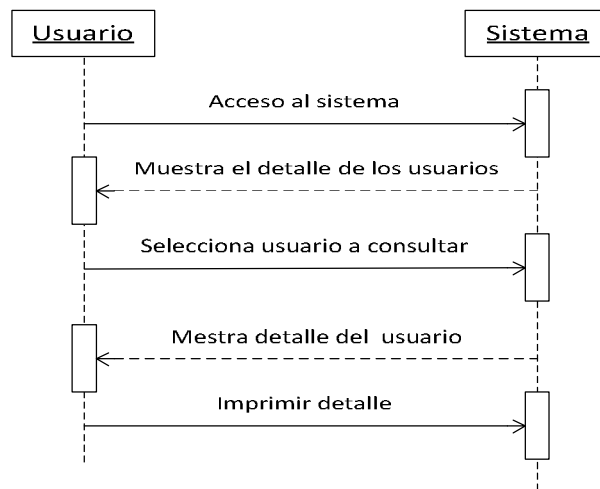 Usuario
Sistema
Acceso al sistema
Muestra el detalle de los usuarios
Selecciona usuario a consultar
Mestra detalle del usuario
Imprimir detalle